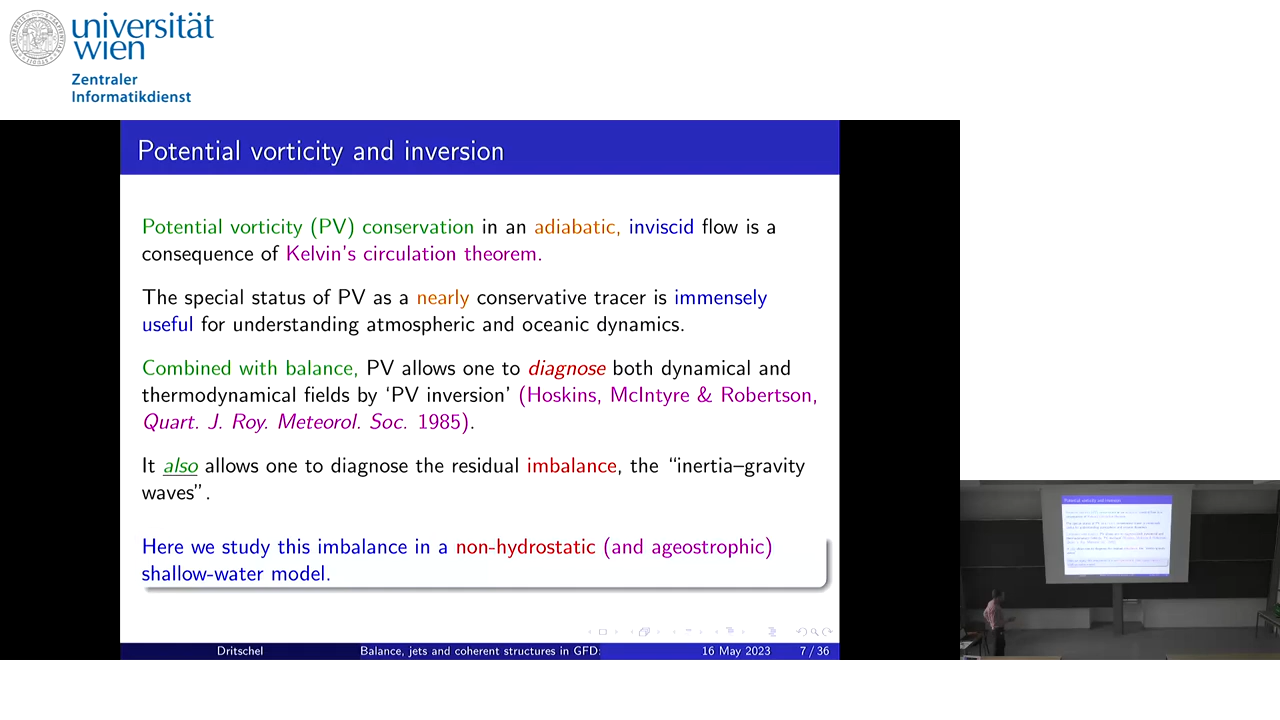 universität
wien
Zentraler
Informatikdienst
Potential vorticity and inversion
Potential vorticity (PV) conservation in an adiabatic, inviscid flow is a
consequence of Kelvin's circulation theorem.
The special status of PV as a nearly conservative tracer is immensely
useful for understanding atmospheric and oceanic dynamics.
Combined with balance, PV allows one to diagnose both dynamical and
thermodynamical fields by ‘PV inversion’ (Hoskins, McIntyre & Robertson,
Quart. J. Roy. Meteorol. Soc. 1985).
It also allows one to diagnose the residual imbalance, the “inertia–gravity
waves”.
Here we study this imbalance in a non-hydrostatic (and ageostrophic)
shallow-water model.
Dritschel Balance, jets and coherent structures in GFD: 16 May 2023 7 / 36
Potential vorticity and inversion